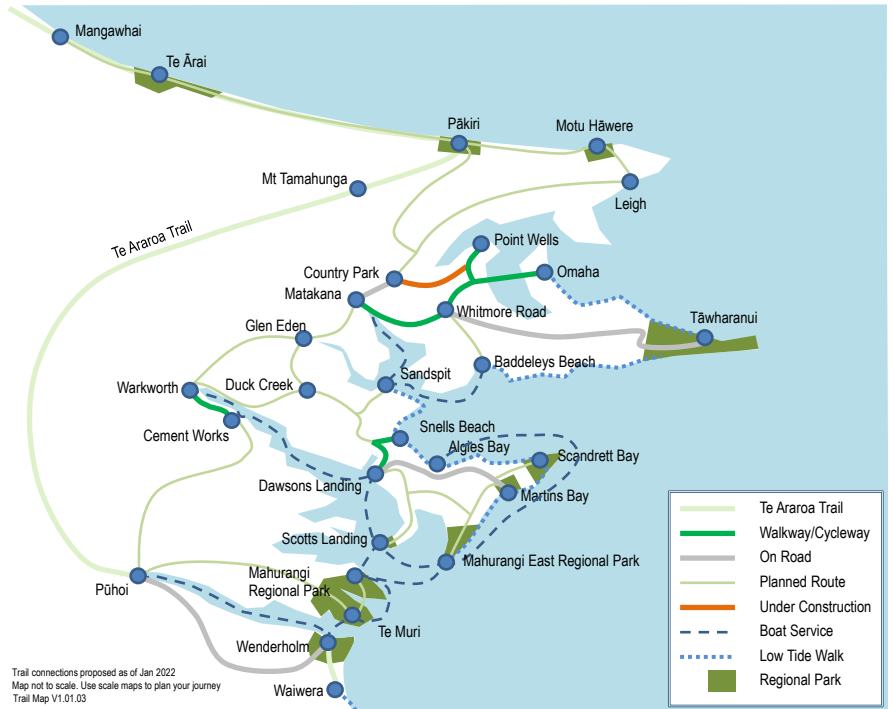 Mangawhai
Te Ārai
Pākiri
Motu Hāwere
Mt Tamahunga
Leigh
Te Araroa Trail
Point Wells
Country Park
Omaha
Matakana
Whitmore Road
Tāwharanui
Glen Eden
Baddeleys Beach
Sandspit
Warkworth
Duck Creek
Cement Works
Snells Beach
Algies Bay
Scandrett Bay
Dawsons Landing
Martins Bay
Scotts Landing
Mahurangi East Regional Park
Mahurangi
Regional Park
Pūhoi
Te Muri
Wenderholm
Waiwera
Te Araroa Trail
Walkway/Cycleway
On Road
Planned Route
Under Construction
Boat Service
Low Tide Walk
Regional Park
Trail connections proposed as of Jan 2022
Map not to scale. Use scale maps to plan your journey
Trail Map V1.01.03